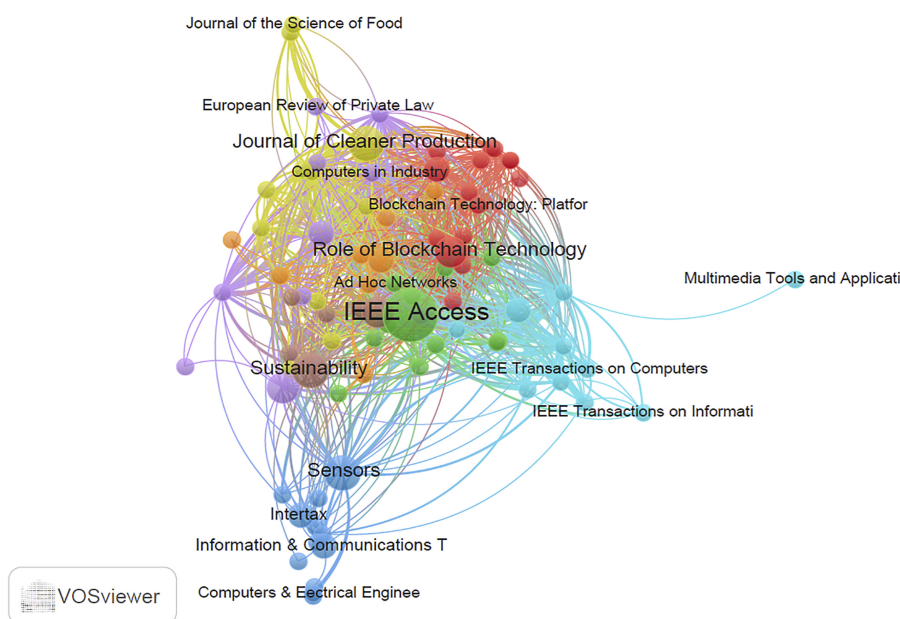 Journal of the Science of Food
European Review of Private Law
Journal of Cleaner Production
Computers in Industry
Blockchain Technology: Platfor
Role of Blockchain Technology
Multimedia Tools and Applicati
Ad Hoc Networks
IEEE Access
Sustainability
IEEE Transactions on Computers
IEEE Transactions on Informati
Sensors
Intertax
Information & Communications T
Computers & Eectrical Enginee
VOSviewer